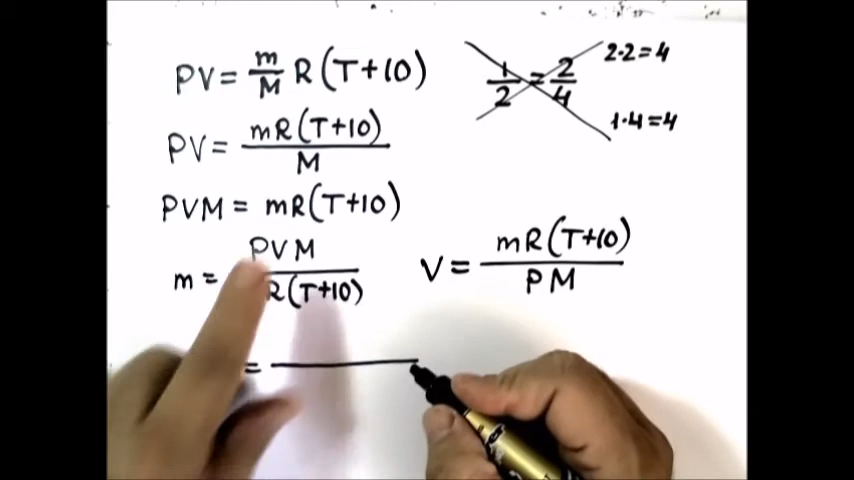 PV = m/M R(T+10)
1/2 = 2/4
2·2=4
1·4=4
PV = mR(T+10)/M
PVM = mR(T+10)
m = PVM/R(T+10)
V = mR(T+10)/PM
=